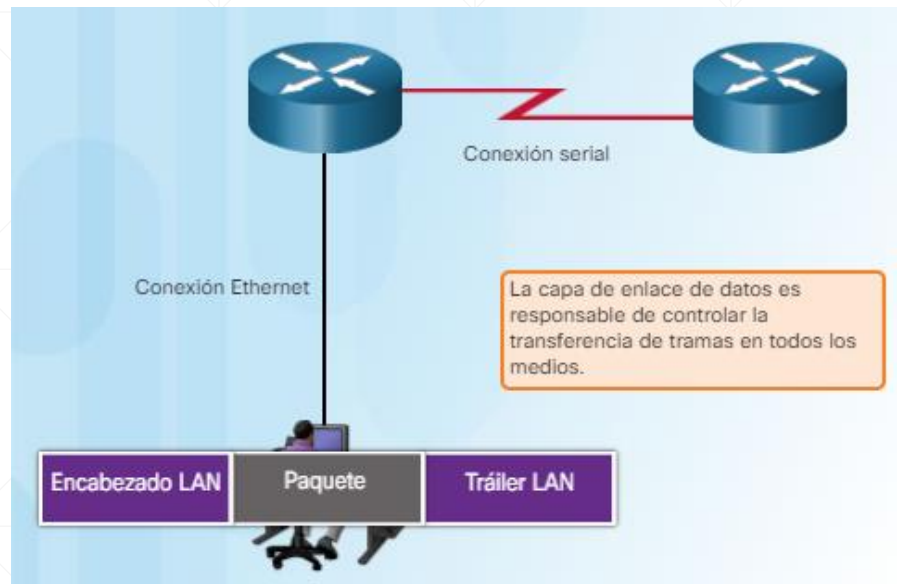 Conexión serial
Conexión Ethernet
La capa de enlace de datos es
responsable de controlar la
transferencia de tramas en todos los
medios.
Encabezado LAN
Paquete
Tráiler LAN